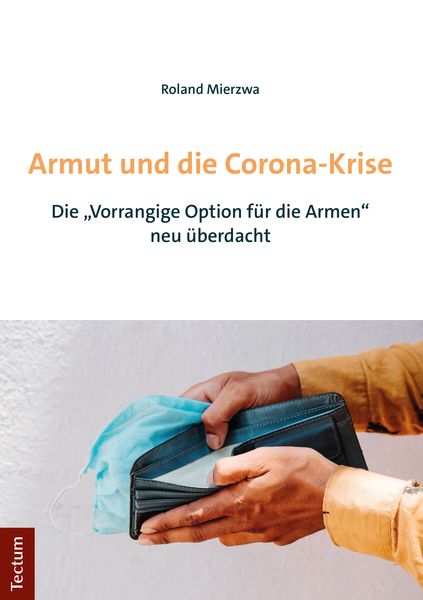 Roland Mierzwa
Armut und die Corona-Krise
Die „Vorrangige Option für die Armen“
neu überdacht
Tectum